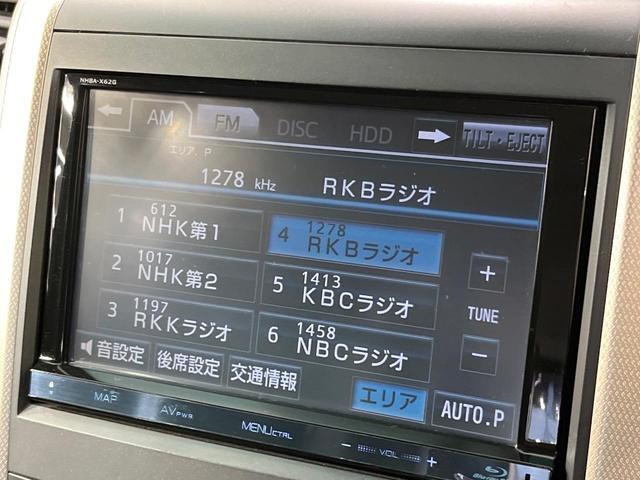 NHBA-X62G
AM FM DISC HDD TILT・EJECT
エリア.P
1278 kHz RKBラジオ
1 612 NHK第1
4 1278 RKBラジオ
2 1017 NHK第2
5 1413 KBCラジオ
3 1197 RKKラジオ
6 1458 NBCラジオ
+
TUNE
−
音設定 後席設定 交通情報 エリア AUTO.P
MAP AV PWR MENU CTRL − VOL +